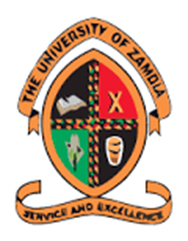 THE UNIVERSITY OF ZAMBIA
SERVICE AND EXCELLENCE